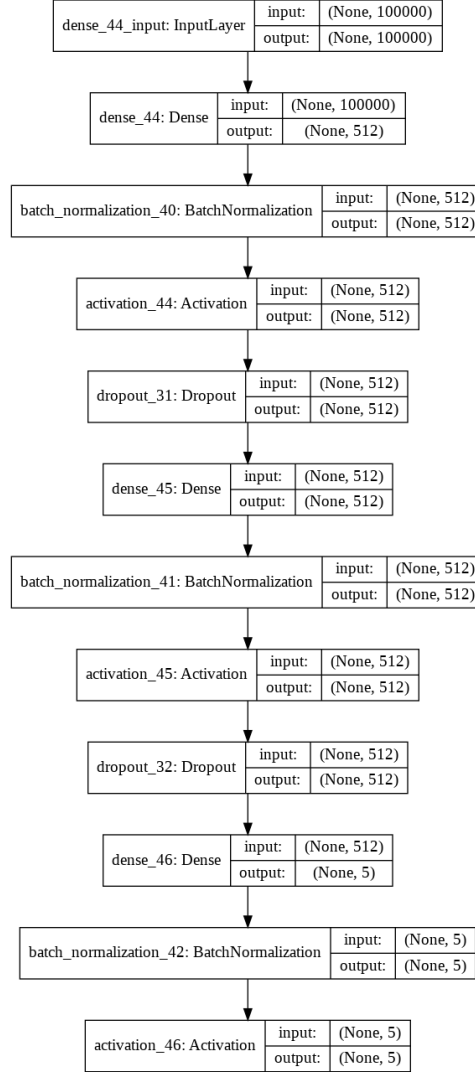 dense_44_input: InputLayer
input: (None, 100000)
output: (None, 100000)
dense_44: Dense
input: (None, 100000)
output: (None, 512)
batch_normalization_40: BatchNormalization
input: (None, 512)
output: (None, 512)
activation_44: Activation
input: (None, 512)
output: (None, 512)
dropout_31: Dropout
input: (None, 512)
output: (None, 512)
dense_45: Dense
input: (None, 512)
output: (None, 512)
batch_normalization_41: BatchNormalization
input: (None, 512)
output: (None, 512)
activation_45: Activation
input: (None, 512)
output: (None, 512)
dropout_32: Dropout
input: (None, 512)
output: (None, 512)
dense_46: Dense
input: (None, 512)
output: (None, 5)
batch_normalization_42: BatchNormalization
input: (None, 5)
output: (None, 5)
activation_46: Activation
input: (None, 5)
output: (None, 5)